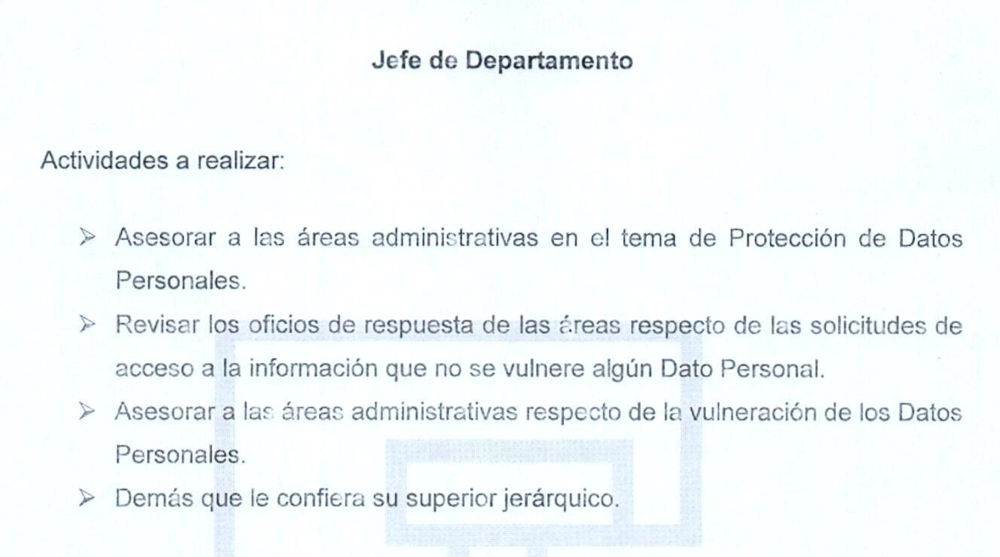 Jefe de Departamento
Actividades a realizar:
➢ Asesorar a las áreas administrativas en el tema de Protección de Datos
Personales.
➢ Revisar los oficios de respuesta de las áreas respecto de las solicitudes de
acceso a la información que no se vulnere algún Dato Personal.
➢ Asesorar a las áreas administrativas respecto de la vulneración de los Datos
Personales.
➢ Demás que le confiera su superior jerárquico.